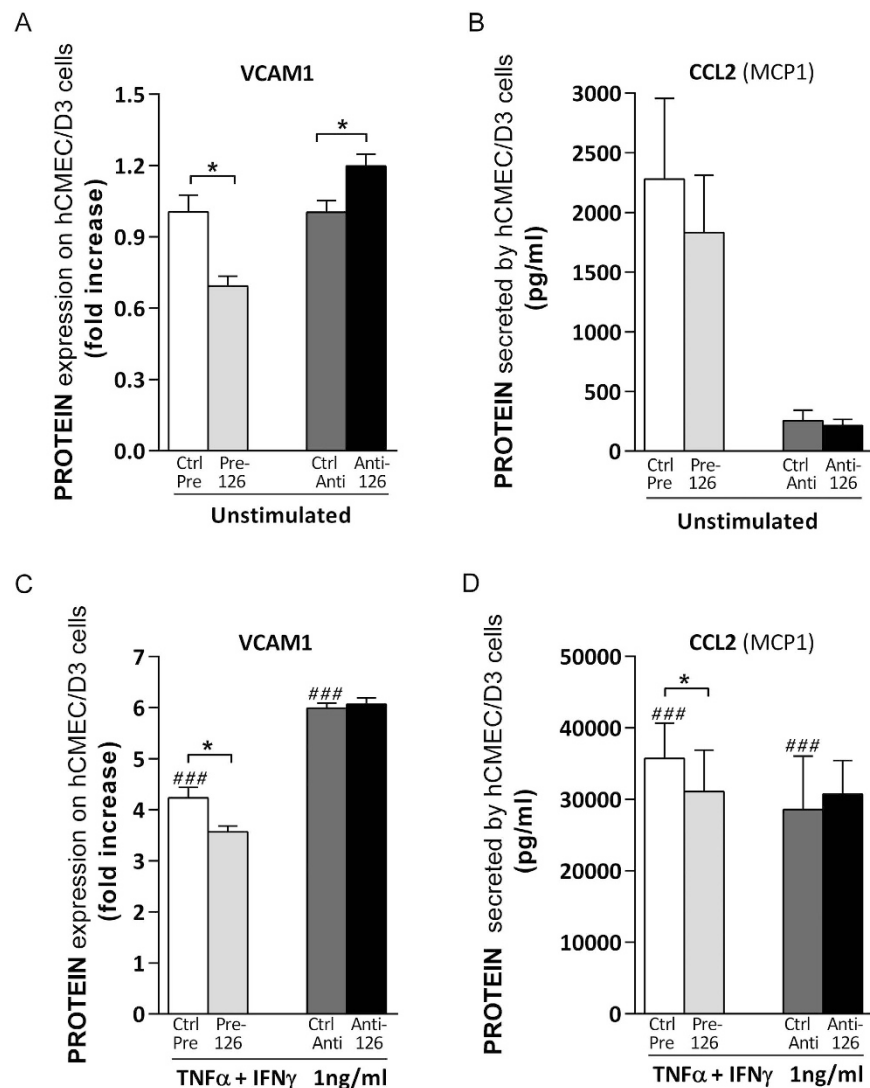 A
VCAM1
PROTEIN expression on hCMEC/D3 cells
(fold increase)
1.5
1.2
0.9
0.6
0.3
0.0
*
*
Ctrl
Pre
Pre-
126
Ctrl
Anti
Anti-
126
Unstimulated
B
CCL2 (MCP1)
PROTEIN secreted by hCMEC/D3 cells
(pg/ml)
3000
2500
2000
1500
1000
500
0
Ctrl
Pre
Pre-
126
Ctrl
Anti
Anti-
126
Unstimulated
C
VCAM1
PROTEIN expression on hCMEC/D3 cells
(fold increase)
7
6
5
4
3
2
1
0
###
*
###
Ctrl
Pre
Pre-
126
Ctrl
Anti
Anti-
126
TNFα + IFNγ 1ng/ml
D
CCL2 (MCP1)
PROTEIN secreted by hCMEC/D3 cells
(pg/ml)
50000
40000
30000
20000
10000
0
*
###
###
Ctrl
Pre
Pre-
126
Ctrl
Anti
Anti-
126
TNFα + IFNγ 1ng/ml